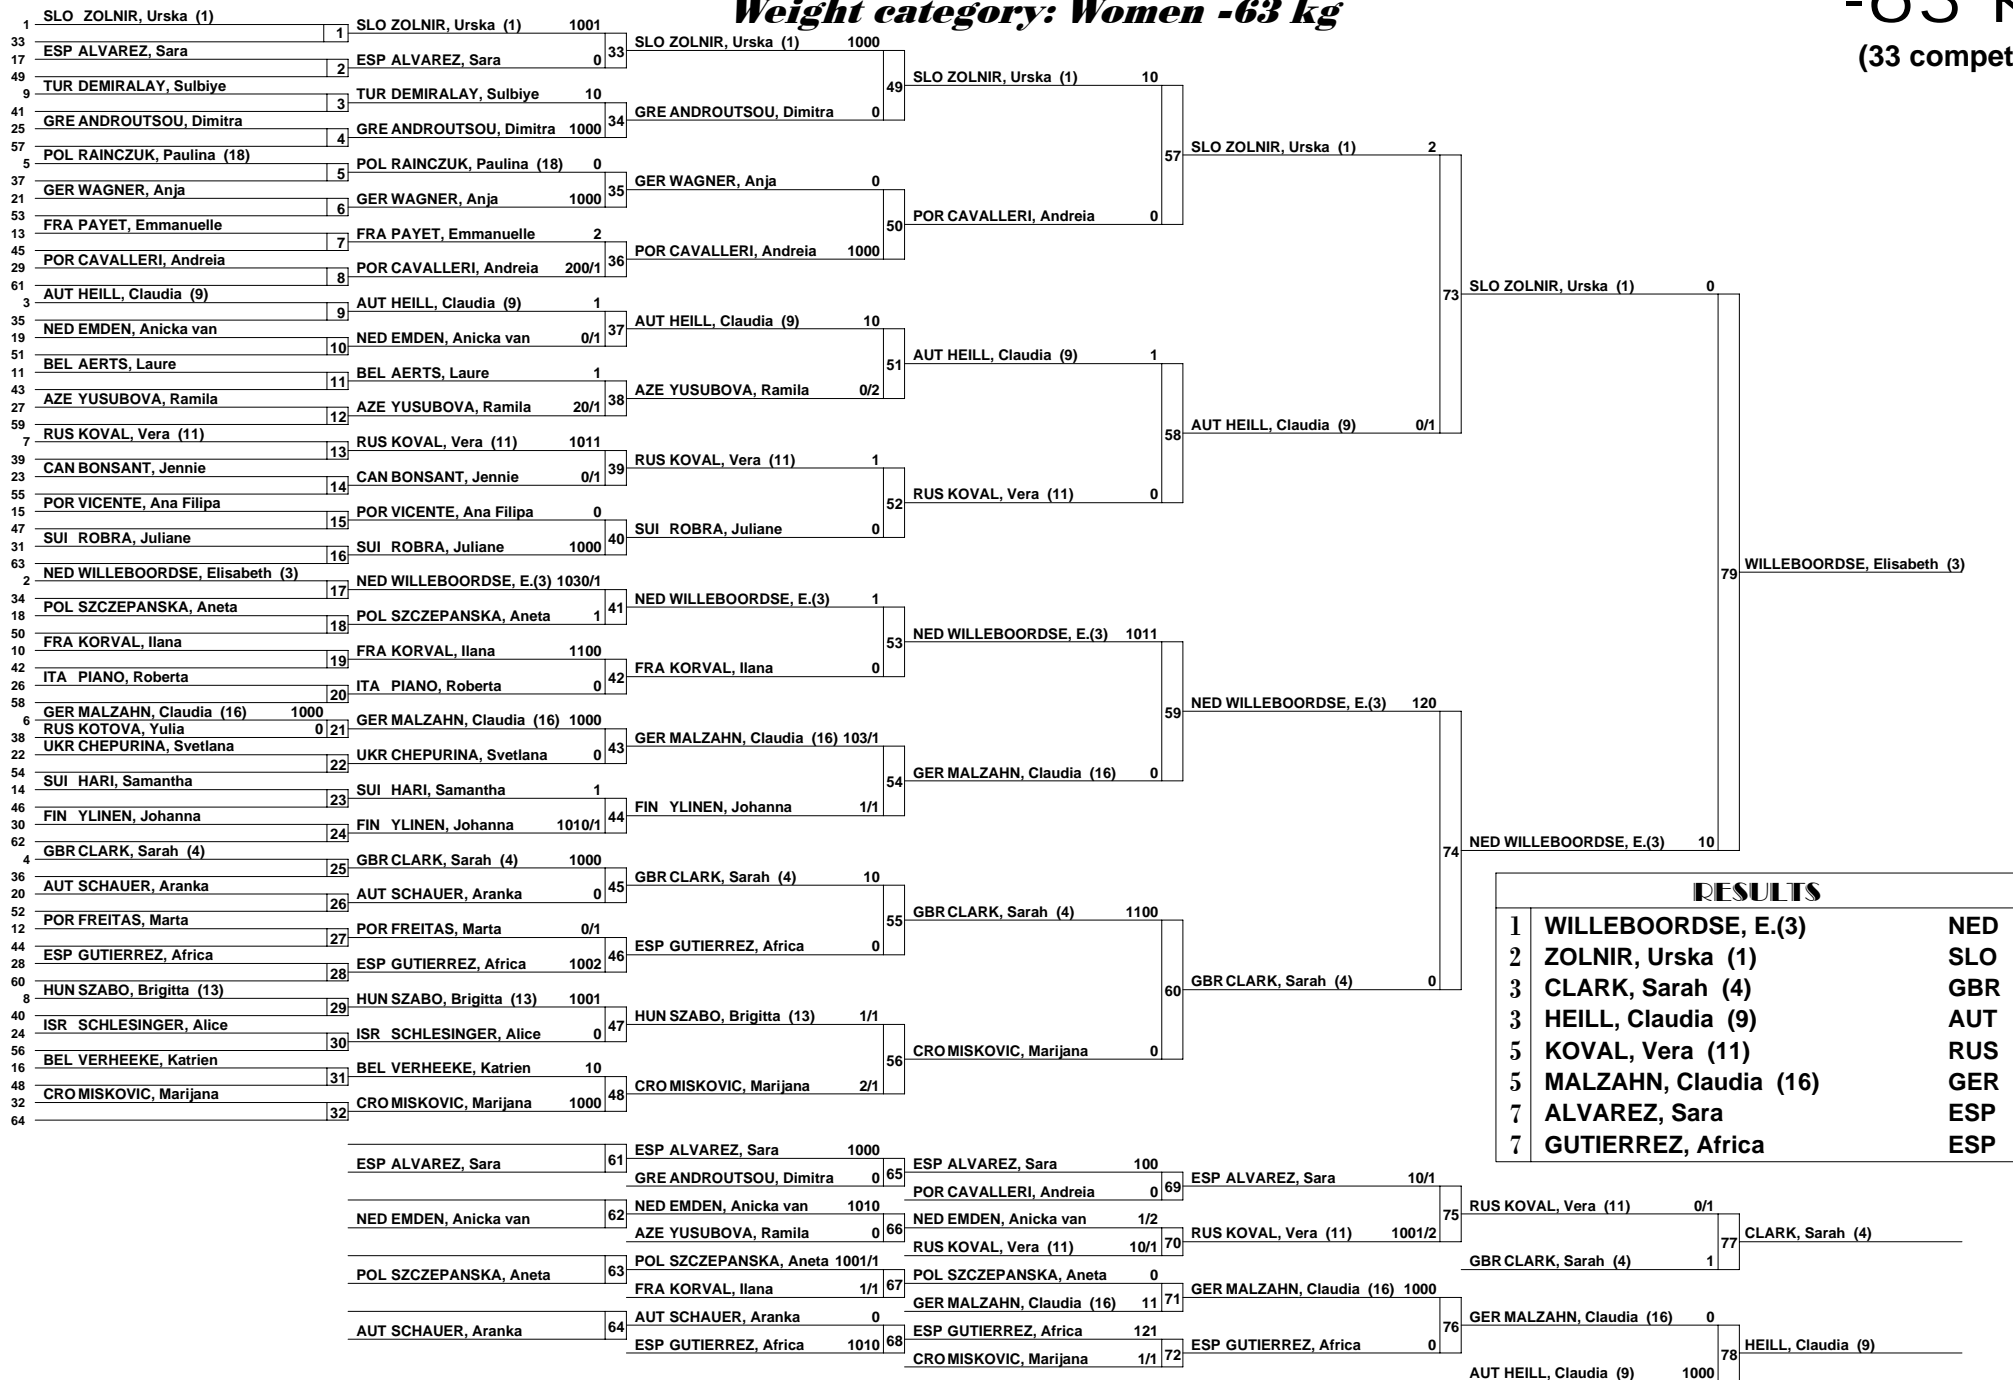 Weight category: Women -63 kg
(33 compet
1 SLO ZOLNIR, Urska (1)
33
1
17 ESP ALVAREZ, Sara
49
2
9 TUR DEMIRALAY, Sulbiye
41
3
25 GRE ANDROUTSOU, Dimitra
57
4
5 POL RAINCZUK, Paulina (18)
37
5
21 GER WAGNER, Anja
53
6
13 FRA PAYET, Emmanuelle
45
7
29 POR CAVALLERI, Andreia
61
8
3 AUT HEILL, Claudia (9)
35
9
19 NED EMDEN, Anicka van
51
10
11 BEL AERTS, Laure
43
11
27 AZE YUSUBOVA, Ramila
59
12
7 RUS KOVAL, Vera (11)
39
13
23 CAN BONSANT, Jennie
55
14
15 POR VICENTE, Ana Filipa
47
15
31 SUI ROBRA, Juliane
63
16
2 NED WILLEBOORDSE, Elisabeth (3)
34
17
18 POL SZCZEPANSKA, Aneta
50
18
10 FRA KORVAL, Ilana
42
19
26 ITA PIANO, Roberta
58
20
6 GER MALZAHN, Claudia (16) 1000
38 RUS KOTOVA, Yulia 0
21
22 UKR CHEPURINA, Svetlana
54
22
14 SUI HARI, Samantha
46
23
30 FIN YLINEN, Johanna
62
24
4 GBR CLARK, Sarah (4)
36
25
20 AUT SCHAUER, Aranka
52
26
12 POR FREITAS, Marta
44
27
28 ESP GUTIERREZ, Africa
60
28
8 HUN SZABO, Brigitta (13)
40
29
24 ISR SCHLESINGER, Alice
56
30
16 BEL VERHEEKE, Katrien
48
31
32 CRO MISKOVIC, Marijana
64
32
SLO ZOLNIR, Urska (1) 1001
ESP ALVAREZ, Sara 0
33
TUR DEMIRALAY, Sulbiye 10
GRE ANDROUTSOU, Dimitra 1000
34
POL RAINCZUK, Paulina (18) 0
GER WAGNER, Anja 1000
35
FRA PAYET, Emmanuelle 2
POR CAVALLERI, Andreia 200/1
36
AUT HEILL, Claudia (9) 1
NED EMDEN, Anicka van 0/1
37
BEL AERTS, Laure 1
AZE YUSUBOVA, Ramila 20/1
38
RUS KOVAL, Vera (11) 1011
CAN BONSANT, Jennie 0/1
39
POR VICENTE, Ana Filipa 0
SUI ROBRA, Juliane 1000
40
NED WILLEBOORDSE, E.(3) 1030/1
POL SZCZEPANSKA, Aneta 1
41
FRA KORVAL, Ilana 1100
ITA PIANO, Roberta 0
42
GER MALZAHN, Claudia (16) 1000
UKR CHEPURINA, Svetlana 0
43
SUI HARI, Samantha 1
FIN YLINEN, Johanna 1010/1
44
GBR CLARK, Sarah (4) 1000
AUT SCHAUER, Aranka 0
45
POR FREITAS, Marta 0/1
ESP GUTIERREZ, Africa 1002
46
HUN SZABO, Brigitta (13) 1001
ISR SCHLESINGER, Alice 0
47
BEL VERHEEKE, Katrien 10
CRO MISKOVIC, Marijana 1000
48
SLO ZOLNIR, Urska (1) 1000
GRE ANDROUTSOU, Dimitra 0
49
GER WAGNER, Anja 0
POR CAVALLERI, Andreia 1000
50
AUT HEILL, Claudia (9) 10
AZE YUSUBOVA, Ramila 0/2
51
RUS KOVAL, Vera (11) 1
SUI ROBRA, Juliane 0
52
NED WILLEBOORDSE, E.(3) 1
FRA KORVAL, Ilana 0
53
GER MALZAHN, Claudia (16) 103/1
FIN YLINEN, Johanna 1/1
54
GBR CLARK, Sarah (4) 10
ESP GUTIERREZ, Africa 0
55
HUN SZABO, Brigitta (13) 1/1
CRO MISKOVIC, Marijana 2/1
56
SLO ZOLNIR, Urska (1) 10
POR CAVALLERI, Andreia 0
57
AUT HEILL, Claudia (9) 1
RUS KOVAL, Vera (11) 0
58
NED WILLEBOORDSE, E.(3) 1011
GER MALZAHN, Claudia (16) 0
59
GBR CLARK, Sarah (4) 1100
CRO MISKOVIC, Marijana 0
60
SLO ZOLNIR, Urska (1) 2
AUT HEILL, Claudia (9) 0/1
73
NED WILLEBOORDSE, E.(3) 120
GBR CLARK, Sarah (4) 0
74
SLO ZOLNIR, Urska (1) 0
NED WILLEBOORDSE, E.(3) 10
79
WILLEBOORDSE, Elisabeth (3)
RESULTS
1 WILLEBOORDSE, E.(3) NED
2 ZOLNIR, Urska (1) SLO
3 CLARK, Sarah (4) GBR
3 HEILL, Claudia (9) AUT
5 KOVAL, Vera (11) RUS
5 MALZAHN, Claudia (16) GER
7 ALVAREZ, Sara ESP
7 GUTIERREZ, Africa ESP
ESP ALVAREZ, Sara
61
NED EMDEN, Anicka van
62
POL SZCZEPANSKA, Aneta
63
AUT SCHAUER, Aranka
64
ESP ALVAREZ, Sara 1000
GRE ANDROUTSOU, Dimitra 0
65
NED EMDEN, Anicka van 1010
AZE YUSUBOVA, Ramila 0
66
POL SZCZEPANSKA, Aneta 1001/1
FRA KORVAL, Ilana 1/1
67
AUT SCHAUER, Aranka 0
ESP GUTIERREZ, Africa 1010
68
ESP ALVAREZ, Sara 100
POR CAVALLERI, Andreia 0
69
NED EMDEN, Anicka van 1/2
RUS KOVAL, Vera (11) 10/1
70
POL SZCZEPANSKA, Aneta 0
GER MALZAHN, Claudia (16) 11
71
ESP GUTIERREZ, Africa 121
CRO MISKOVIC, Marijana 1/1
72
ESP ALVAREZ, Sara 10/1
RUS KOVAL, Vera (11) 1001/2
75
GER MALZAHN, Claudia (16) 1000
ESP GUTIERREZ, Africa 0
76
RUS KOVAL, Vera (11) 0/1
GBR CLARK, Sarah (4) 1
77
CLARK, Sarah (4)
GER MALZAHN, Claudia (16) 0
AUT HEILL, Claudia (9) 1000
78
HEILL, Claudia (9)